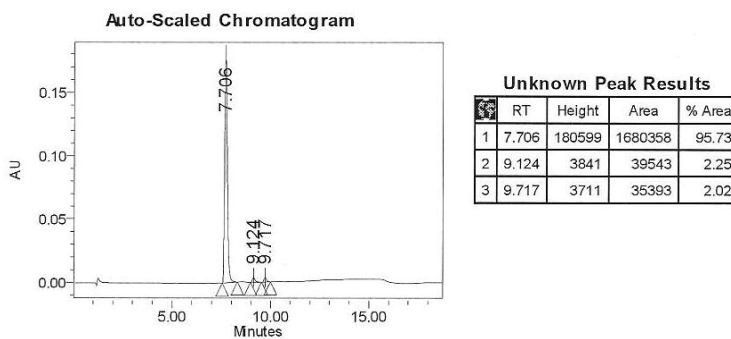 Auto-Scaled Chromatogram
0.15
0.10
0.05
0.00
AU
7.706
9.124
9.717
5.00 10.00 15.00
Minutes
Unknown Peak Results
RT Height Area % Area
1 7.706 180599 1680358 95.73
2 9.124 3841 39543 2.25
3 9.717 3711 35393 2.02